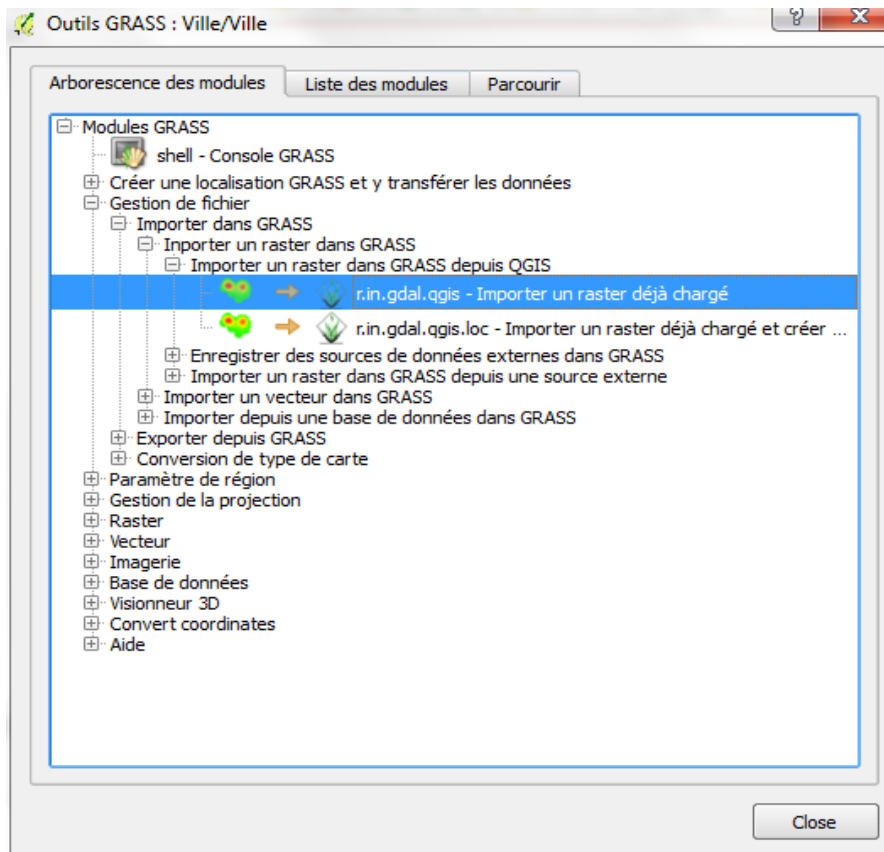 Outils GRASS : Ville/Ville
Arborescence des modules
Liste des modules
Parcourir
Modules GRASS
shell - Console GRASS
Créer une localisation GRASS et y transférer les données
Gestion de fichier
Importer dans GRASS
Inporter un raster dans GRASS
Importer un raster dans GRASS depuis QGIS
r.in.gdal.qgis - Importer un raster déjà chargé
r.in.gdal.qgis.loc - Importer un raster déjà chargé et créer ...
Enregistrer des sources de données externes dans GRASS
Importer un raster dans GRASS depuis une source externe
Importer un vecteur dans GRASS
Importer depuis une base de données dans GRASS
Exporter depuis GRASS
Conversion de type de carte
Paramètre de région
Gestion de la projection
Raster
Vecteur
Imagerie
Base de données
Visionneur 3D
Convert coordinates
Aide
Close